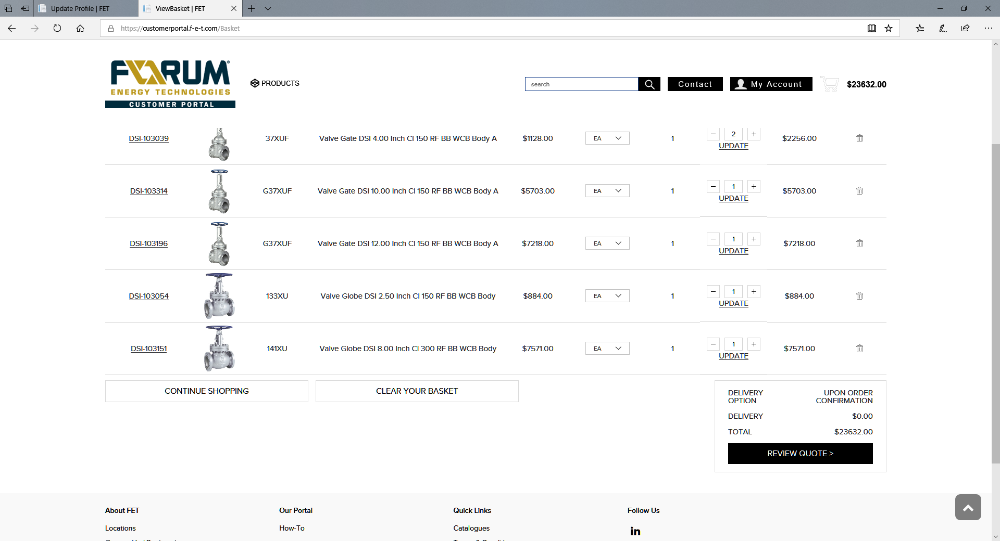 Update Profile | FET
ViewBasket | FET
https://customerportal.f-e-t.com/Basket
FORUM
ENERGY TECHNOLOGIES
CUSTOMER PORTAL
PRODUCTS
search
Contact
My Account
$23632.00
DSI-103039 37XUF Valve Gate DSI 4.00 Inch Cl 150 RF BB WCB Body A $1128.00 EA 1 2 $2256.00
UPDATE
DSI-103314 G37XUF Valve Gate DSI 10.00 Inch Cl 150 RF BB WCB Body A $5703.00 EA 1 1 $5703.00
UPDATE
DSI-103196 G37XUF Valve Gate DSI 12.00 Inch Cl 150 RF BB WCB Body A $7218.00 EA 1 1 $7218.00
UPDATE
DSI-103054 133XU Valve Globe DSI 2.50 Inch Cl 150 RF BB WCB Body $884.00 EA 1 1 $884.00
UPDATE
DSI-103151 141XU Valve Globe DSI 8.00 Inch Cl 300 RF BB WCB Body $7571.00 EA 1 1 $7571.00
UPDATE
CONTINUE SHOPPING
CLEAR YOUR BASKET
DELIVERY OPTION
UPON ORDER CONFIRMATION
DELIVERY $0.00
TOTAL $23632.00
REVIEW QUOTE >
About FET
Our Portal
Quick Links
Follow Us
Locations
How-To
Catalogues
in